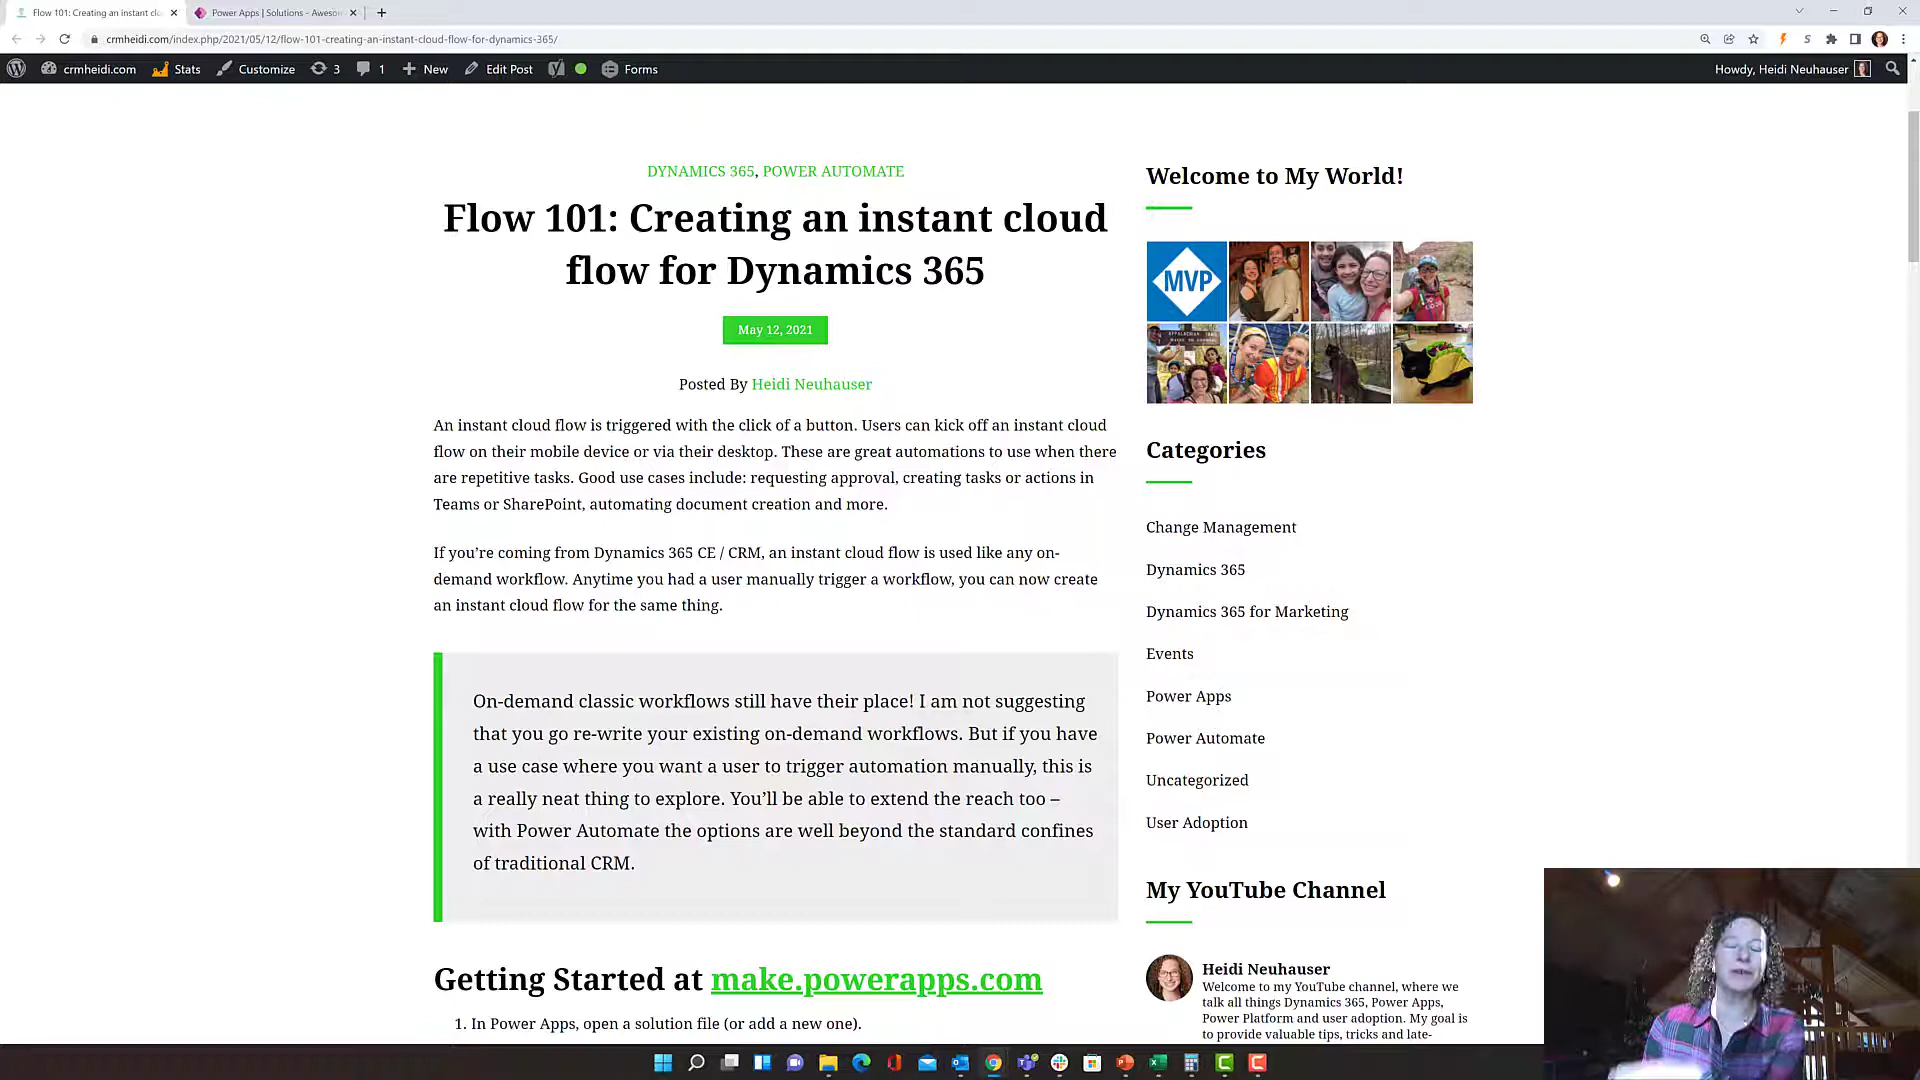 Flow 101: Creating an instant clo
Power Apps | Solutions - Aweso
crmheidi.com/index.php/2021/05/12/flow-101-creating-an-instant-cloud-flow-for-dynamics-365/
crmheidi.com Stats Customize 3 1 New Edit Post Forms
Howdy, Heidi Neuhauser
DYNAMICS 365, POWER AUTOMATE
Flow 101: Creating an instant cloud
flow for Dynamics 365
May 12, 2021
Posted By Heidi Neuhauser
An instant cloud flow is triggered with the click of a button. Users can kick off an instant cloud
flow on their mobile device or via their desktop. These are great automations to use when there
are repetitive tasks. Good use cases include: requesting approval, creating tasks or actions in
Teams or SharePoint, automating document creation and more.
If you’re coming from Dynamics 365 CE / CRM, an instant cloud flow is used like any on-
demand workflow. Anytime you had a user manually trigger a workflow, you can now create
an instant cloud flow for the same thing.
On-demand classic workflows still have their place! I am not suggesting
that you go re-write your existing on-demand workflows. But if you have
a use case where you want a user to trigger automation manually, this is
a really neat thing to explore. You’ll be able to extend the reach too –
with Power Automate the options are well beyond the standard confines
of traditional CRM.
Getting Started at make.powerapps.com
1. In Power Apps, open a solution file (or add a new one).
Welcome to My World!
MVP
Categories
Change Management
Dynamics 365
Dynamics 365 for Marketing
Events
Power Apps
Power Automate
Uncategorized
User Adoption
My YouTube Channel
Heidi Neuhauser
Welcome to my YouTube channel, where we
talk all things Dynamics 365, Power Apps,
Power Platform and user adoption. My goal is
to provide valuable tips, tricks and late-